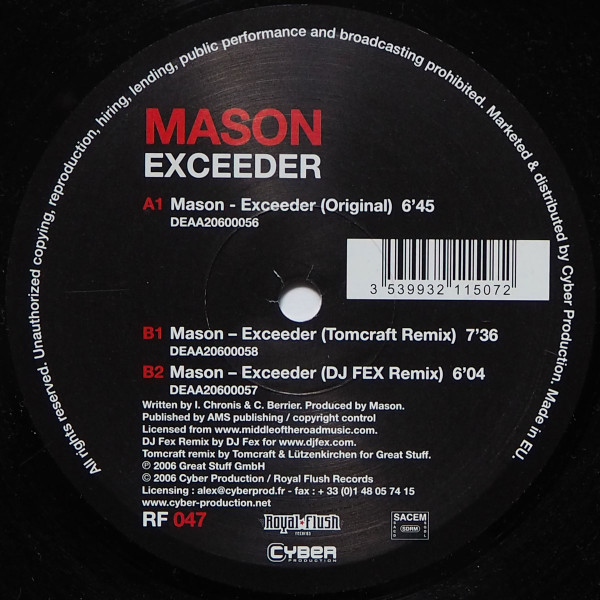 All rights reserved. Unauthorized copying, reproduction, hiring, lending, public performance and broadcasting prohibited. Marketed & distributed by Cyber Production. Made in EU.
MASON
EXCEEDER
A1 Mason - Exceeder (Original) 6'45
DEAA20600056
3 539932 115072
B1 Mason – Exceeder (Tomcraft Remix) 7'36
DEAA20600058
B2 Mason – Exceeder (DJ FEX Remix) 6'04
DEAA20600057
Written by I. Chronis & C. Berrier. Produced by Mason.
Published by AMS publishing / copyright control
Licensed from www.middleoftheroadmusic.com.
DJ Fex Remix by DJ Fex for www.djfex.com.
Tomcraft remix by Tomcraft & Lützenkirchen for Great Stuff.
℗ 2006 Great Stuff GmbH
© 2006 Cyber Production / Royal Flush Records
Licensing : alex@cyberprod.fr - fax : + 33 (0)1 48 05 74 15
www.cyber-production.net
RF 047
Royal Flush
records
SACEM
SDRM
CYBER
PRODUCTION